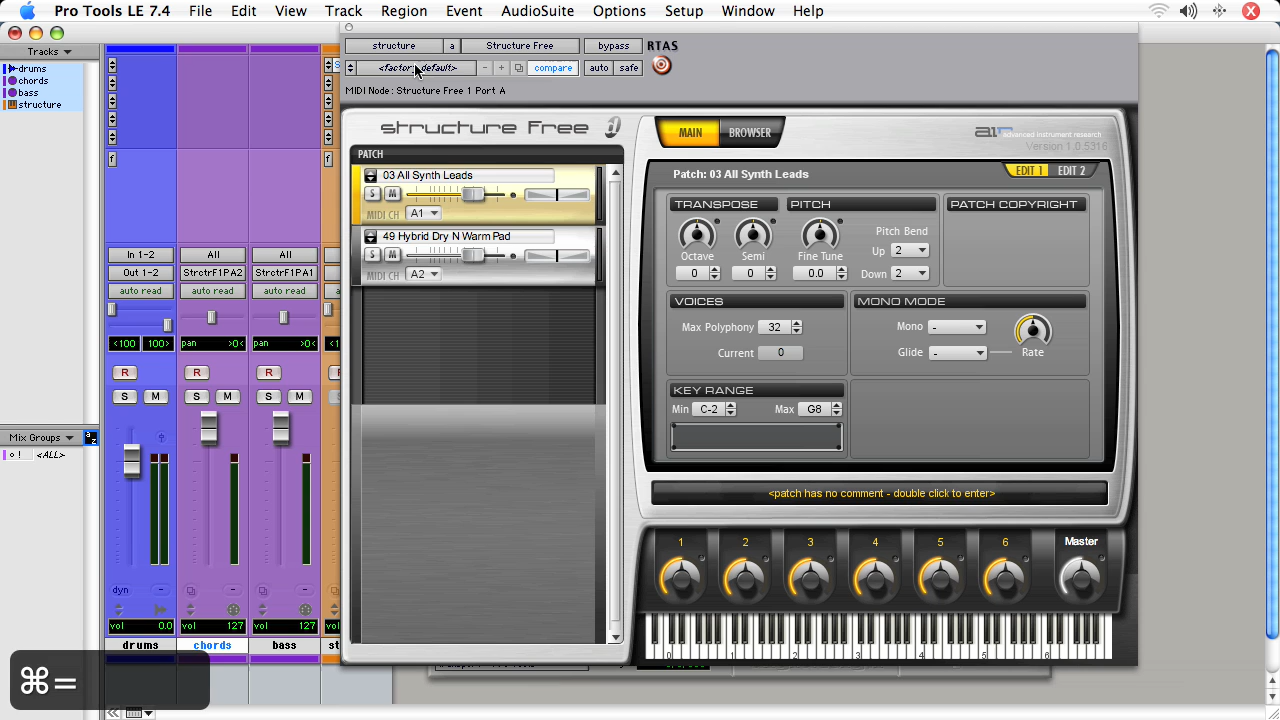 Pro Tools LE 7.4 File Edit View Track Region Event AudioSuite Options Setup Window Help
Tracks
drums
chords
bass
structure
Mix Groups
a z
<ALL>
In 1-2 All All
Out 1-2 StrctrF1PA2 StrctrF1PA1
auto read auto read auto read
<100 100> pan >0< pan >0<
R R R
S M S M S M
dyn
vol 0.0 vol 127 vol 127
drums chords bass st
structure a Structure Free bypass RTAS
compare auto safe
MIDI Node: Structure Free 1 Port A
structure Free
PATCH
03 All Synth Leads
S M
MIDI CH A1
49 Hybrid Dry N Warm Pad
S M
MIDI CH A2
MAIN BROWSER
advanced instrument research
Version 1.0 5316
Patch: 03 All Synth Leads EDIT 1 EDIT 2
TRANSPOSE PITCH PATCH COPYRIGHT
Octave Semi Fine Tune Pitch Bend
Up 2
0 0 0.0 Down 2
VOICES MONO MODE
Max Polyphony 32 Mono -
Current 0 Glide - Rate
KEY RANGE
Min C-2 Max G8
<patch has no comment - double click to enter>
1 2 3 4 5 6 Master
0 1 2 3 4 5 6
⌘=